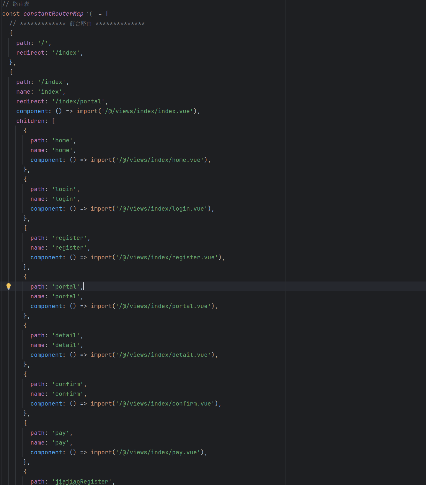 const constantRouterMap = [
{
path: '/',
redirect: '/index',
},
{
path: '/index',
name: 'index',
redirect: '/index/portal',
component: () => import('/@/views/index/index.vue'),
children: [
{
path: 'home',
name: 'home',
component: () => import('/@/views/index/home.vue'),
},
{
path: 'login',
name: 'login',
component: () => import('/@/views/index/login.vue'),
},
{
path: 'register',
name: 'register',
component: () => import('/@/views/index/register.vue'),
},
{
path: 'portal',
name: 'portal',
component: () => import('/@/views/index/portal.vue'),
},
{
path: 'detail',
name: 'detail',
component: () => import('/@/views/index/detail.vue'),
},
{
path: 'confirm',
name: 'confirm',
component: () => import('/@/views/index/confirm.vue'),
},
{
path: 'pay',
name: 'pay',
component: () => import('/@/views/index/pay.vue'),
},
{
path: 'jiajiaoRegister',